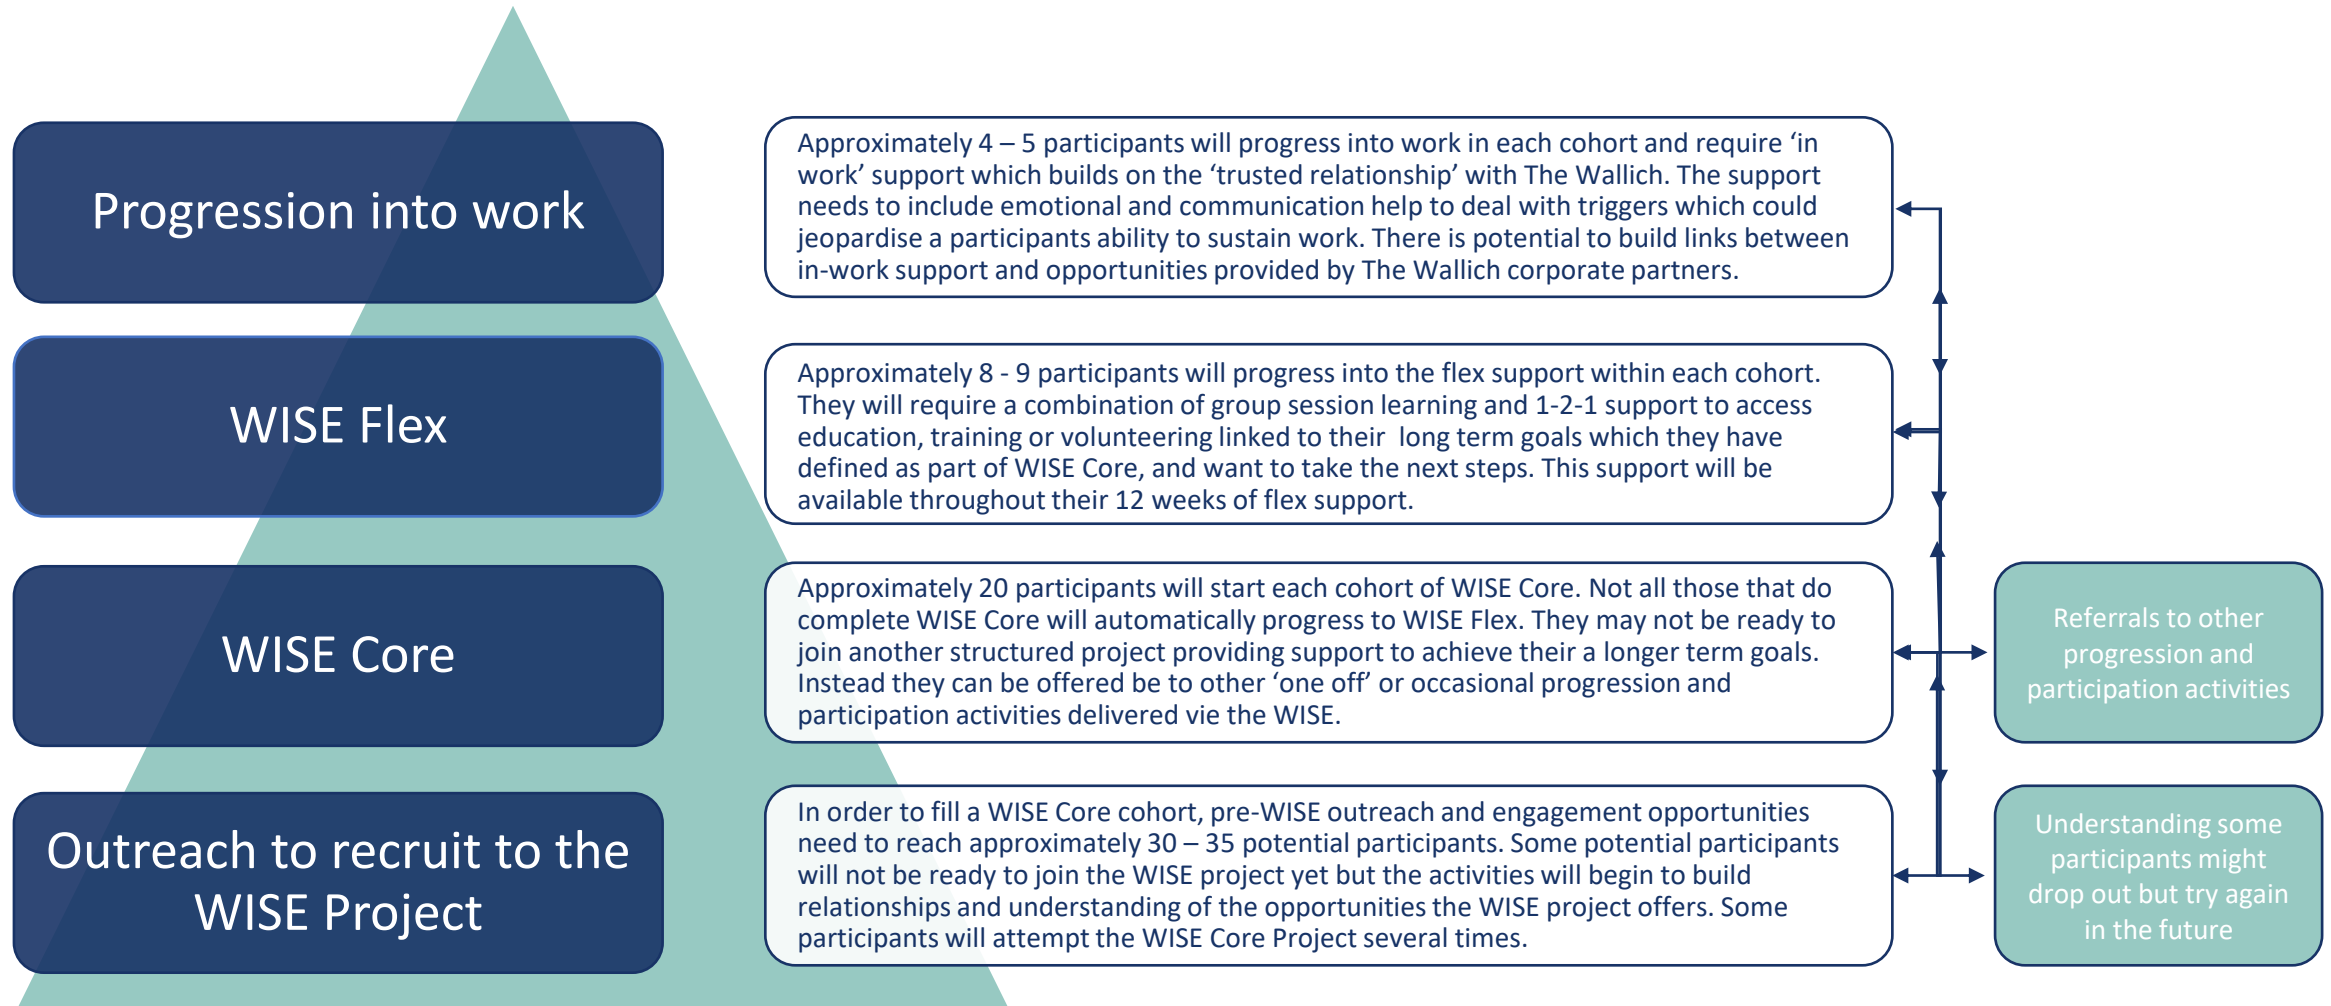 Progression into work
Approximately 4 – 5 participants will progress into work in each cohort and require ‘in
work’ support which builds on the ‘trusted relationship’ with The Wallich. The support
needs to include emotional and communication help to deal with triggers which could
jeopardise a participants ability to sustain work. There is potential to build links between
in-work support and opportunities provided by The Wallich corporate partners.
WISE Flex
Approximately 8 - 9 participants will progress into the flex support within each cohort.
They will require a combination of group session learning and 1-2-1 support to access
education, training or volunteering linked to their  long term goals which they have
defined as part of WISE Core, and want to take the next steps. This support will be
available throughout their 12 weeks of flex support.
WISE Core
Approximately 20 participants will start each cohort of WISE Core. Not all those that do
complete WISE Core will automatically progress to WISE Flex. They may not be ready to
join another structured project providing support to achieve their a longer term goals.
Instead they can be offered be to other ‘one off’ or occasional progression and
participation activities delivered vie the WISE.
Referrals to other
progression and
participation activities
Outreach to recruit to the
WISE Project
In order to fill a WISE Core cohort, pre-WISE outreach and engagement opportunities
need to reach approximately 30 – 35 potential participants. Some potential participants
will not be ready to join the WISE project yet but the activities will begin to build
relationships and understanding of the opportunities the WISE project offers. Some
participants will attempt the WISE Core Project several times.
Understanding some
participants might
drop out but try again
in the future